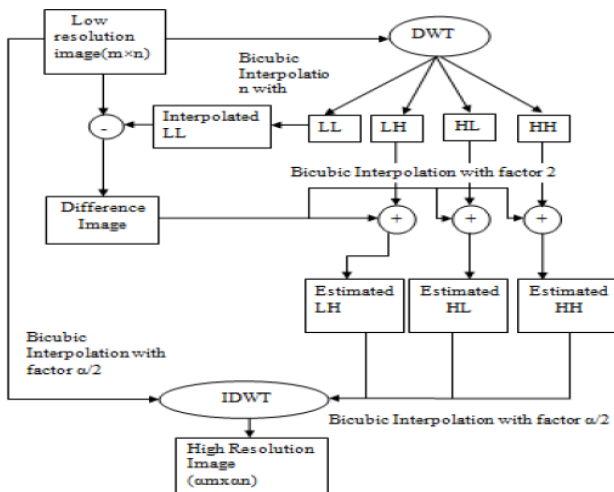 Low
resolution
image(m×n)
DWT
Bicubic
Interpolatio
n with
Interpolated
LL
LL
LH
HL
HH
-
Bicubic Interpolation with factor 2
Difference
Image
+
+
+
Estimated
LH
Estimated
HL
Estimated
HH
Bicubic
Interpolation with
factor α/2
IDWT
Bicubic Interpolation with factor α/2
High Resolution
Image
(αmxαn)